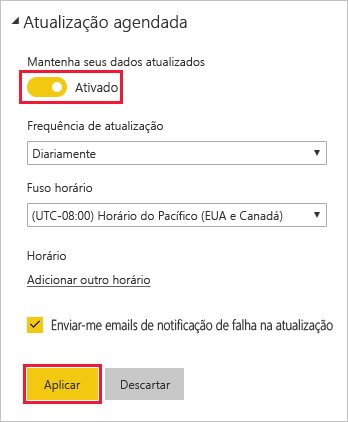 Atualização agendada
Mantenha seus dados atualizados
Ativado
Frequência de atualização
Diariamente
Fuso horário
(UTC-08:00) Horário do Pacífico (EUA e Canadá)
Horário
Adicionar outro horário
Enviar-me emails de notificação de falha na atualização
Aplicar
Descartar